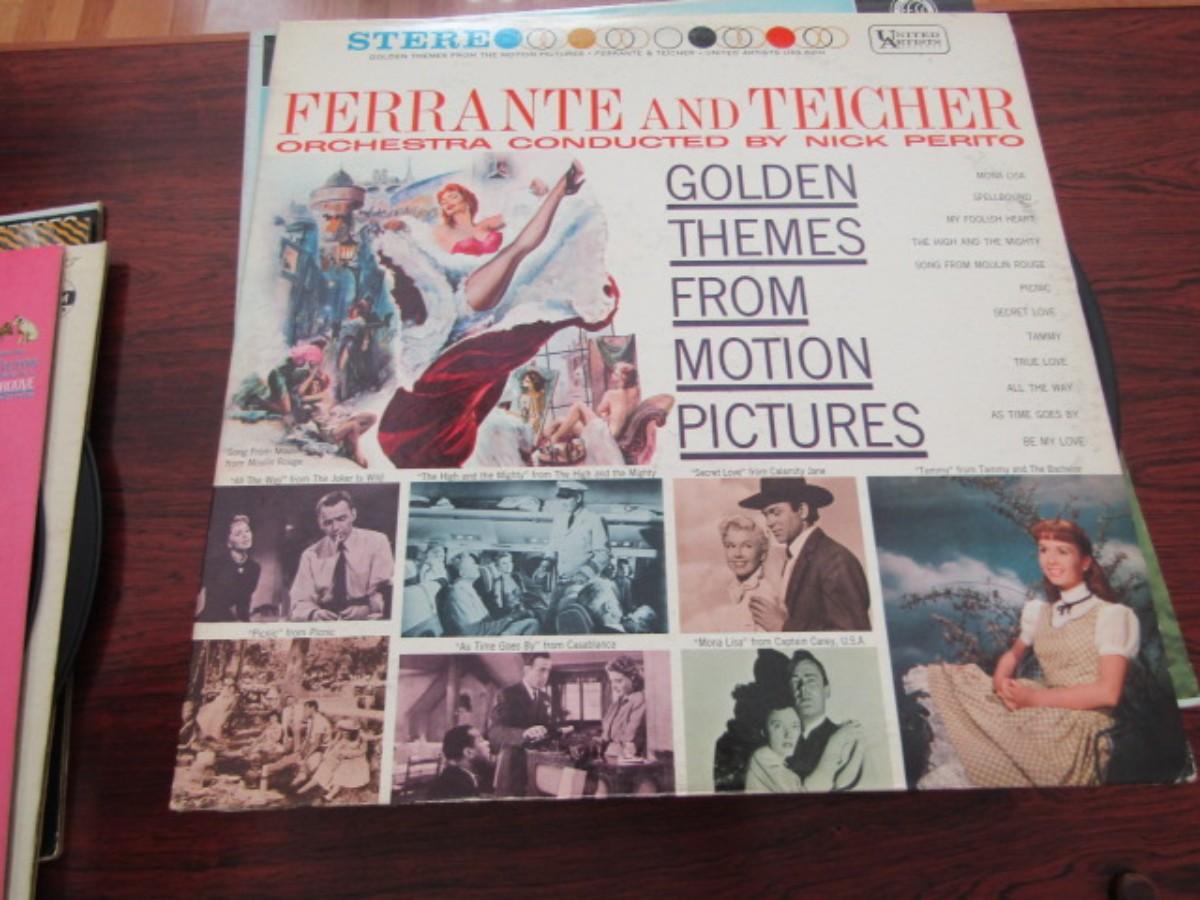 STEREO
UNITED ARTISTS
GOLDEN THEMES FROM THE MOTION PICTURES • FERRANTE & TEICHER • UNITED ARTISTS
FERRANTE AND TEICHER
ORCHESTRA CONDUCTED BY NICK PERITO
GOLDEN
THEMES
FROM
MOTION
PICTURES
MONA LISA
SPELLBOUND
MY FOOLISH HEART
THE HIGH AND THE MIGHTY
SONG FROM MOULIN ROUGE
PICNIC
SECRET LOVE
TAMMY
TRUE LOVE
ALL THE WAY
AS TIME GOES BY
BE MY LOVE
"Song From Moulin
from Moulin Rouge
"All The Way" from The Joker Is Wild
"The High and the Mighty" from The High and the Mighty
"Secret Love" from Calamity Jane
"Tammy" from Tammy and The Bachelor
"Picnic" from Picnic
"As Time Goes By" from Casablanca
"Mona Lisa" from Captain Carey, U.S.A.